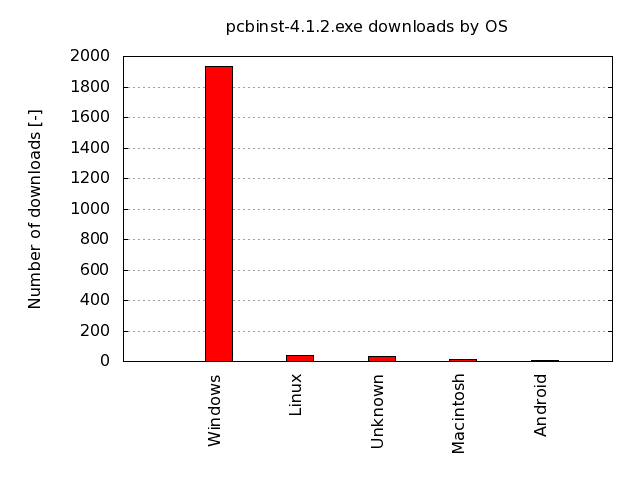 pcbinst-4.1.2.exe downloads by OS
Number of downloads [-]
2000
1800
1600
1400
1200
1000
800
600
400
200
0
Windows
Linux
Unknown
Macintosh
Android